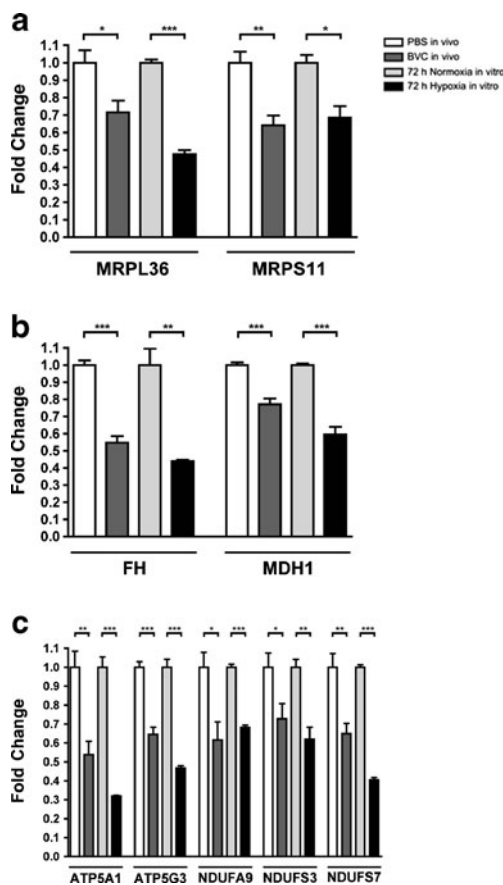 a
* *** ** *
PBS in vivo
BVC in vivo
72 h Normoxia in vitro
72 h Hypoxia in vitro
Fold Change
1.1
1.0
0.9
0.8
0.7
0.6
0.5
0.4
0.3
0.2
0.1
0.0
MRPL36 MRPS11
b
*** ** *** ***
Fold Change
1.1
1.0
0.9
0.8
0.7
0.6
0.5
0.4
0.3
0.2
0.1
0.0
FH MDH1
c
** *** *** *** * *** * ** ** ***
Fold Change
1.1
1.0
0.9
0.8
0.7
0.6
0.5
0.4
0.3
0.2
0.1
0.0
ATP5A1 ATP5G3 NDUFA9 NDUFS3 NDUFS7